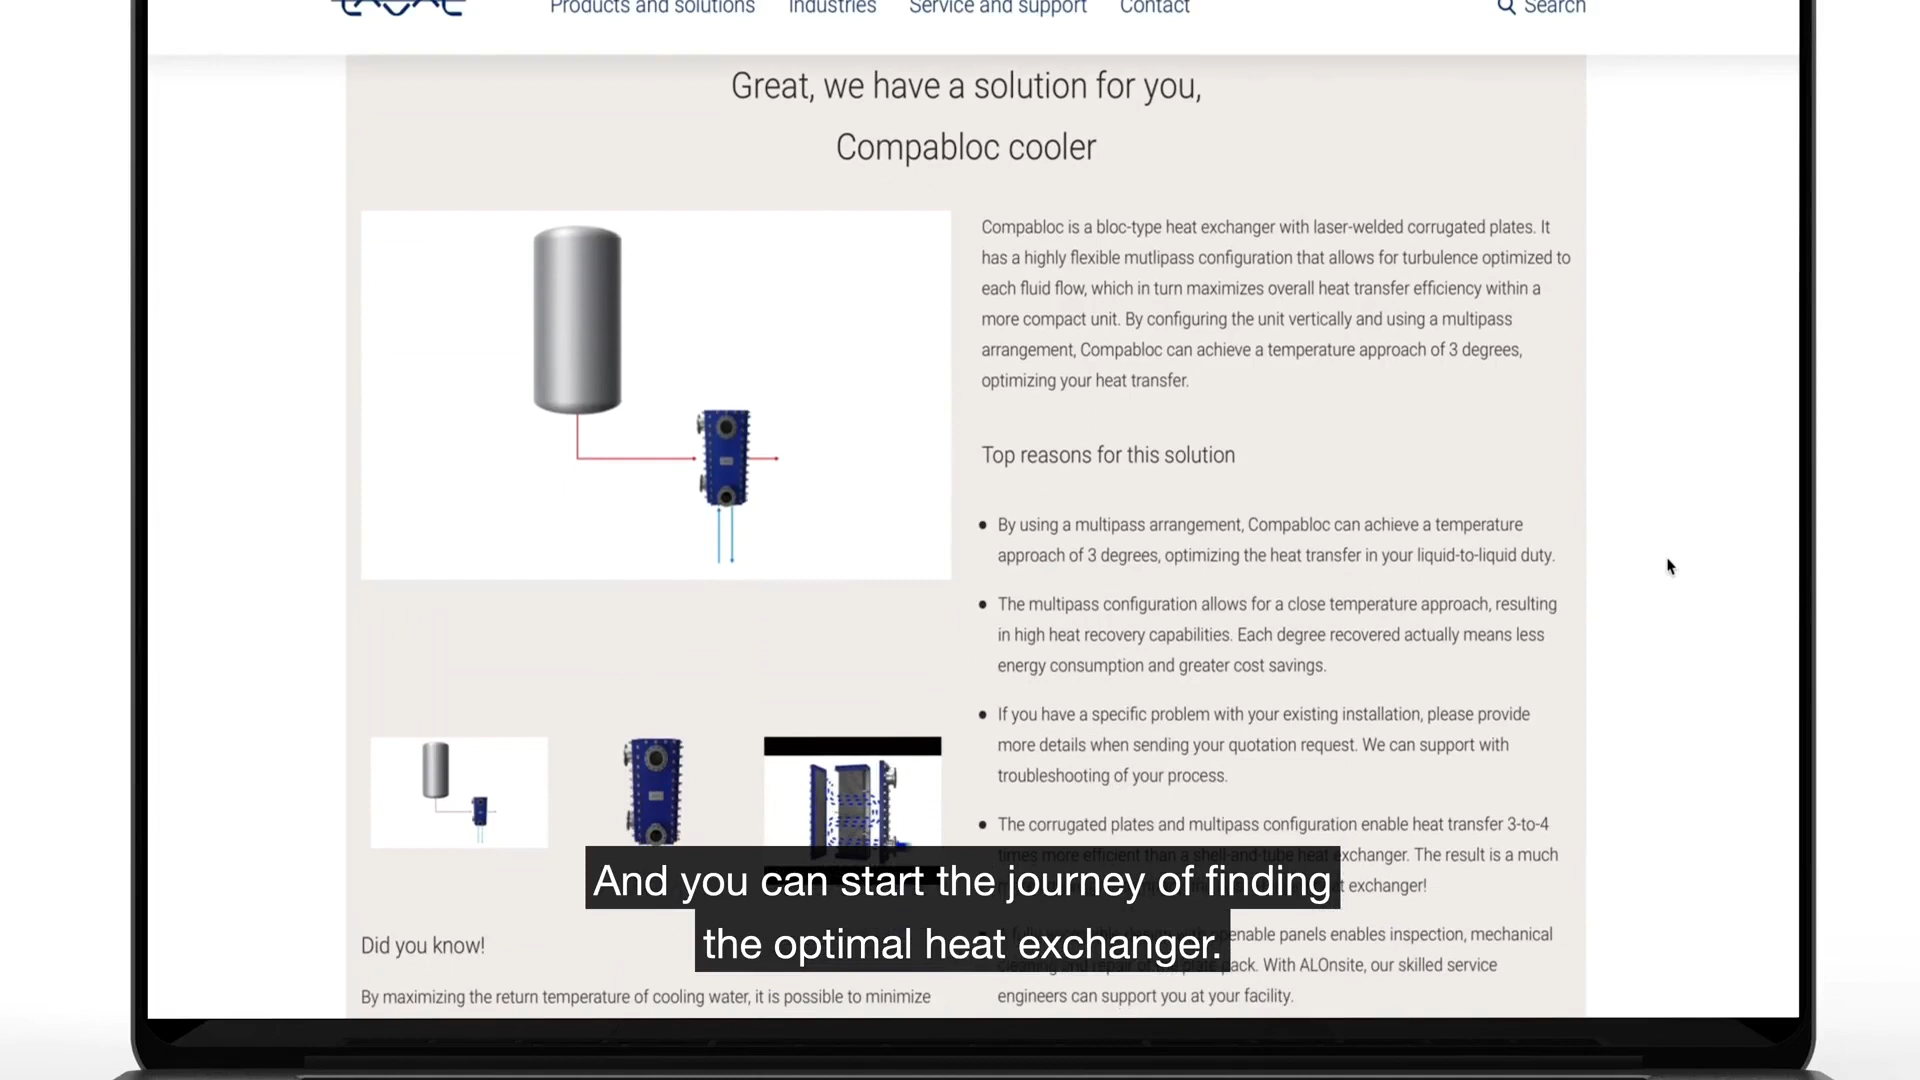 Products and solutions Industries Service and support Contact Search
Great, we have a solution for you,
Compabloc cooler
Compabloc is a bloc-type heat exchanger with laser-welded corrugated plates. It
has a highly flexible mutlipass configuration that allows for turbulence optimized to
each fluid flow, which in turn maximizes overall heat transfer efficiency within a
more compact unit. By configuring the unit vertically and using a multipass
arrangement, Compabloc can achieve a temperature approach of 3 degrees,
optimizing your heat transfer.
Top reasons for this solution
By using a multipass arrangement, Compabloc can achieve a temperature
approach of 3 degrees, optimizing the heat transfer in your liquid-to-liquid duty.
The multipass configuration allows for a close temperature approach, resulting
in high heat recovery capabilities. Each degree recovered actually means less
energy consumption and greater cost savings.
If you have a specific problem with your existing installation, please provide
more details when sending your quotation request. We can support with
troubleshooting of your process.
The corrugated plates and multipass configuration enable heat transfer 3-to-4
times more efficient than a shell-and-tube heat exchanger. The result is a much
exchanger!
openable panels enables inspection, mechanical
pack. With ALOnsite, our skilled service
engineers can support you at your facility.
Did you know!
By maximizing the return temperature of cooling water, it is possible to minimize
And you can start the journey of finding
the optimal heat exchanger.